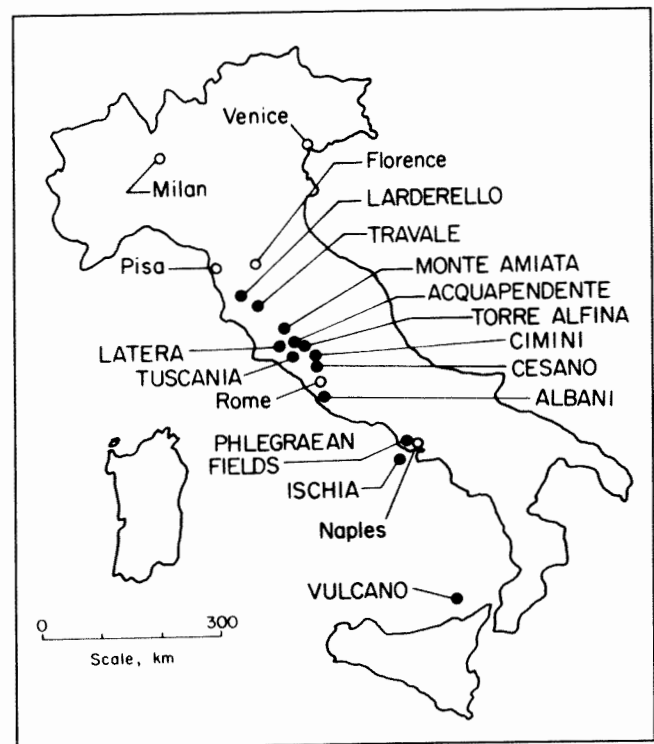 Venice
Florence
Milan
LARDERELLO
TRAVALE
Pisa
MONTE AMIATA
ACQUAPENDENTE
TORRE ALFINA
CIMINI
LATERA
CESANO
TUSCANIA
Rome
ALBANI
PHLEGRAEAN
FIELDS
ISCHIA
Naples
VULCANO
0 300
Scale, km